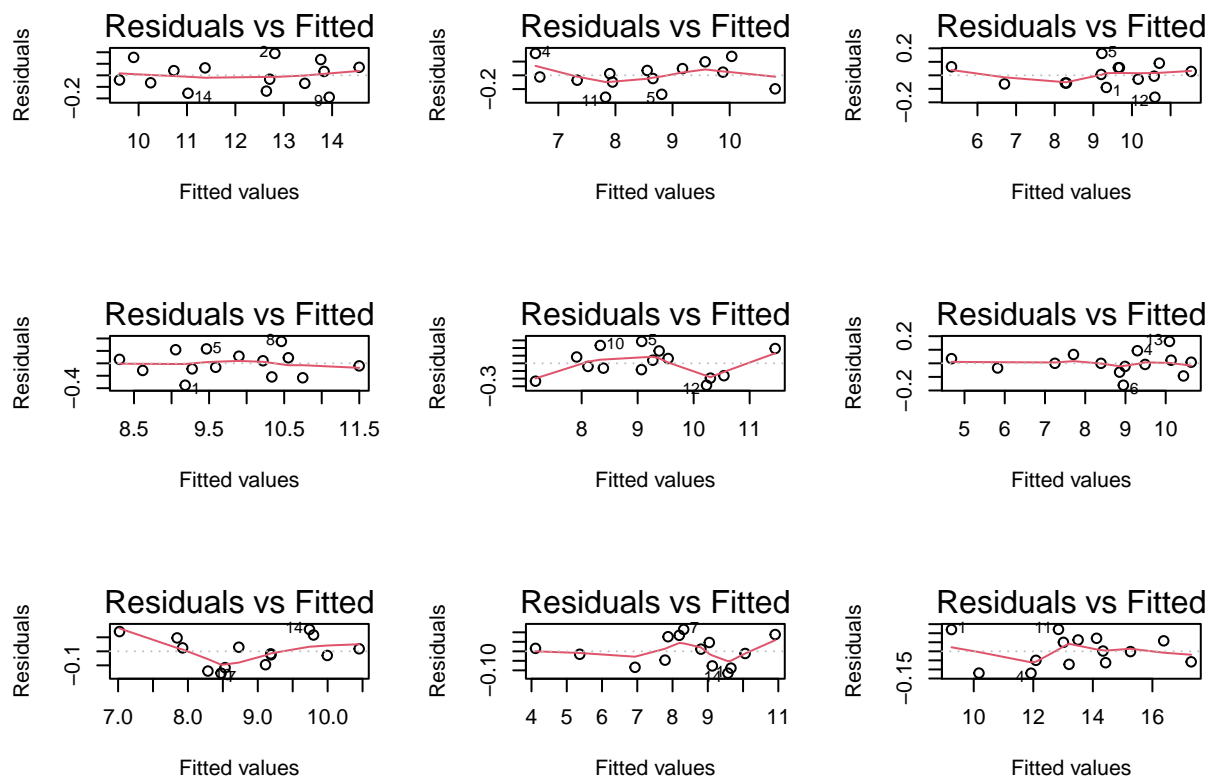 Residuals vs Fitted
Residuals
−0.2
2
14
9
10 11 12 13 14
Fitted values
Residuals vs Fitted
Residuals
−0.2
4
11
5
7 8 9 10
Fitted values
Residuals vs Fitted
Residuals
−0.2 0.2
5
1
12
6 7 8 9 10
Fitted values
Residuals vs Fitted
Residuals
−0.4
8
5
1
8.5 9.5 10.5 11.5
Fitted values
Residuals vs Fitted
Residuals
−0.3
5
10
12
8 9 10 11
Fitted values
Residuals vs Fitted
Residuals
−0.2 0.2
13
4
6
5 6 7 8 9 10
Fitted values
Residuals vs Fitted
Residuals
−0.1
14
7
7.0 8.0 9.0 10.0
Fitted values
Residuals vs Fitted
Residuals
−0.10
7
14
4 5 6 7 8 9 11
Fitted values
Residuals vs Fitted
Residuals
−0.15
1
11
4
10 12 14 16
Fitted values